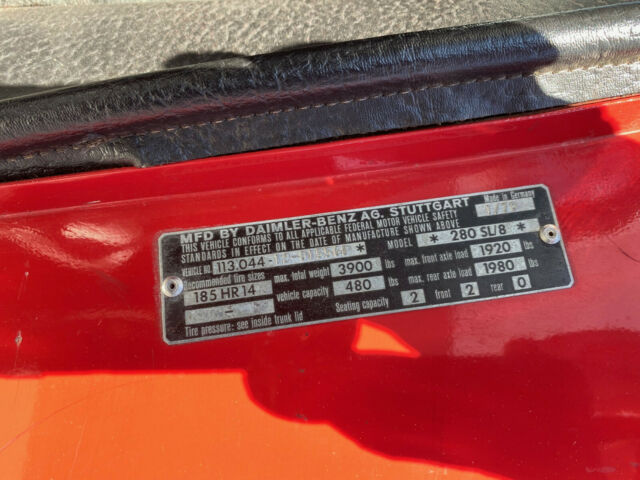 MFD BY DAIMLER-BENZ AG. STUTTGART Made in Germany
THIS VEHICLE CONFORMS TO ALL APPLICABLE FEDERAL MOTOR VEHICLE SAFETY
STANDARDS IN EFFECT ON THE DATE OF MANUFACTURE SHOWN ABOVE
VEHICLE NO. 113.044- MODEL * 280 SL/8 *
Recommended tire sizes max. total weight 3900 lbs max. front axle load 1920 lbs
185 HR 14 vehicle capacity 480 lbs max. rear axle load 1980 lbs
– Seating capacity 2 front 2 rear 0
Tire pressure: see inside trunk lid